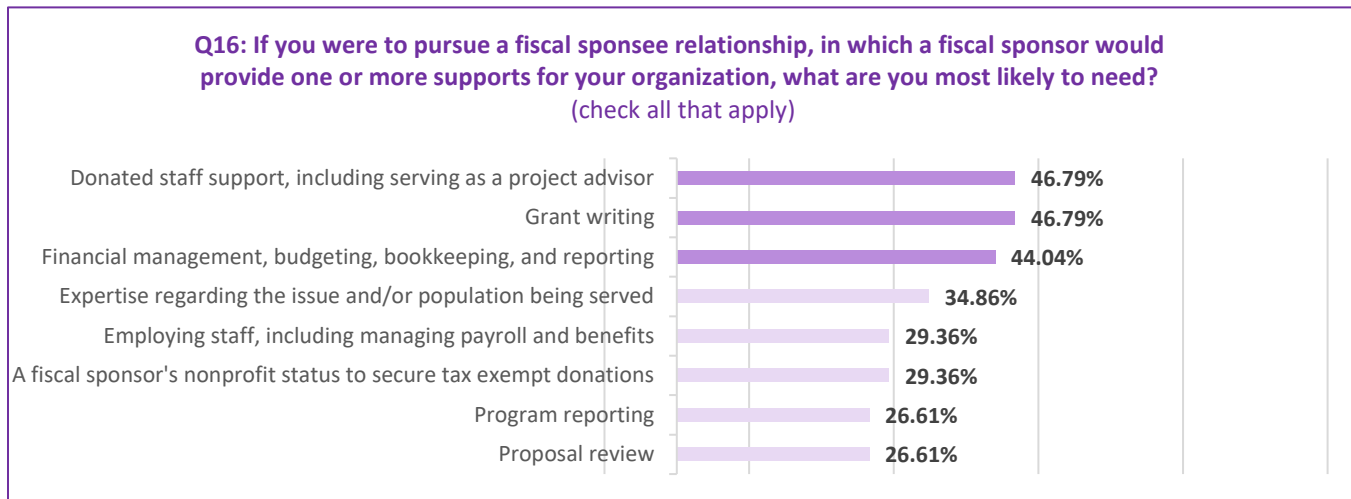 Q16: If you were to pursue a fiscal sponsee relationship, in which a fiscal sponsor would
provide one or more supports for your organization, what are you most likely to need?
(check all that apply)
Donated staff support, including serving as a project advisor 46.79%
Grant writing 46.79%
Financial management, budgeting, bookkeeping, and reporting 44.04%
Expertise regarding the issue and/or population being served 34.86%
Employing staff, including managing payroll and benefits 29.36%
A fiscal sponsor's nonprofit status to secure tax exempt donations 29.36%
Program reporting 26.61%
Proposal review 26.61%